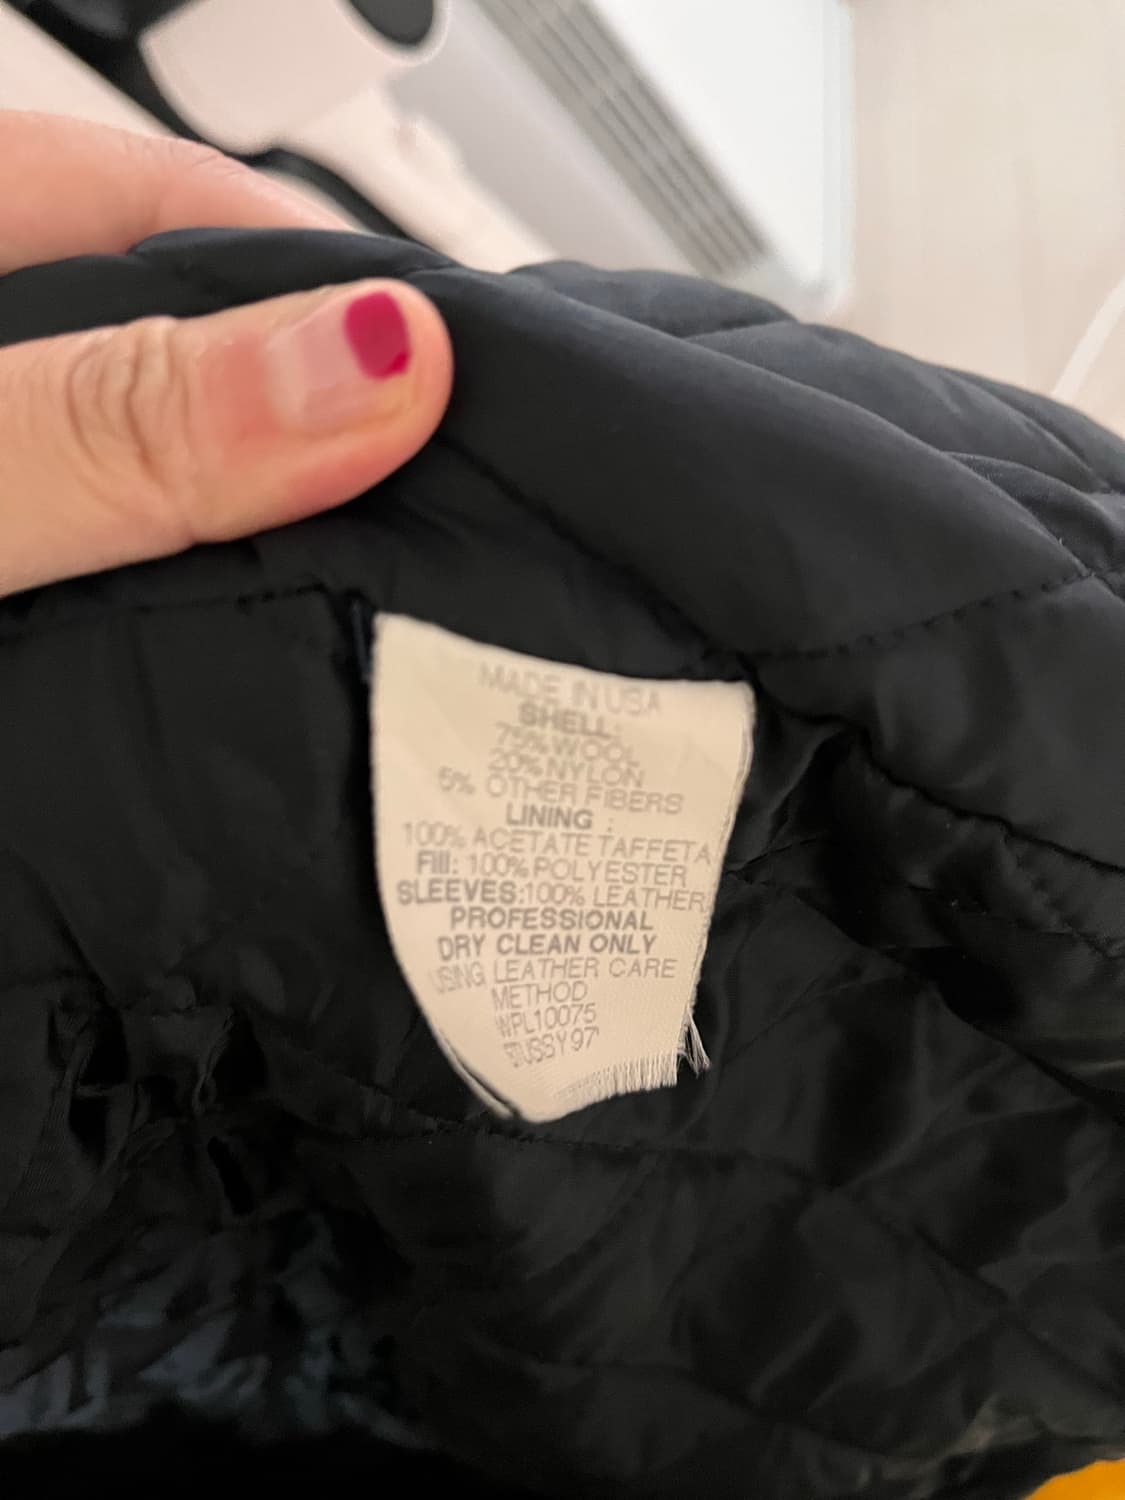 MADE IN USA
SHELL:
75% WOOL
20% NYLON
5% OTHER FIBERS
LINING :
100% ACETATE TAFFETA
Fill: 100% POLYESTER
SLEEVES:100% LEATHER
PROFESSIONAL
DRY CLEAN ONLY
USING LEATHER CARE
METHOD
WPL10075
STUSSY 97'